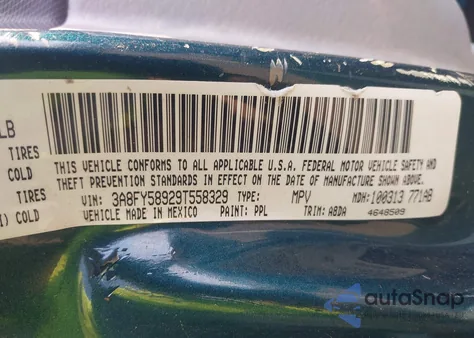 LB
TIRES
COLD
TIRES
) COLD
THIS VEHICLE CONFORMS TO ALL APPLICABLE U.S.A. FEDERAL MOTOR VEHICLE SAFETY AND
THEFT PREVENTION STANDARDS IN EFFECT ON THE DATE OF MANUFACTURE SHOWN ABOVE.
VIN: 3A8FY58929T558329 TYPE: MPV MDH: 100313 771AB
VEHICLE MADE IN MEXICO PAINT: PPL TRIM: ABDA 4648509
autoSnap